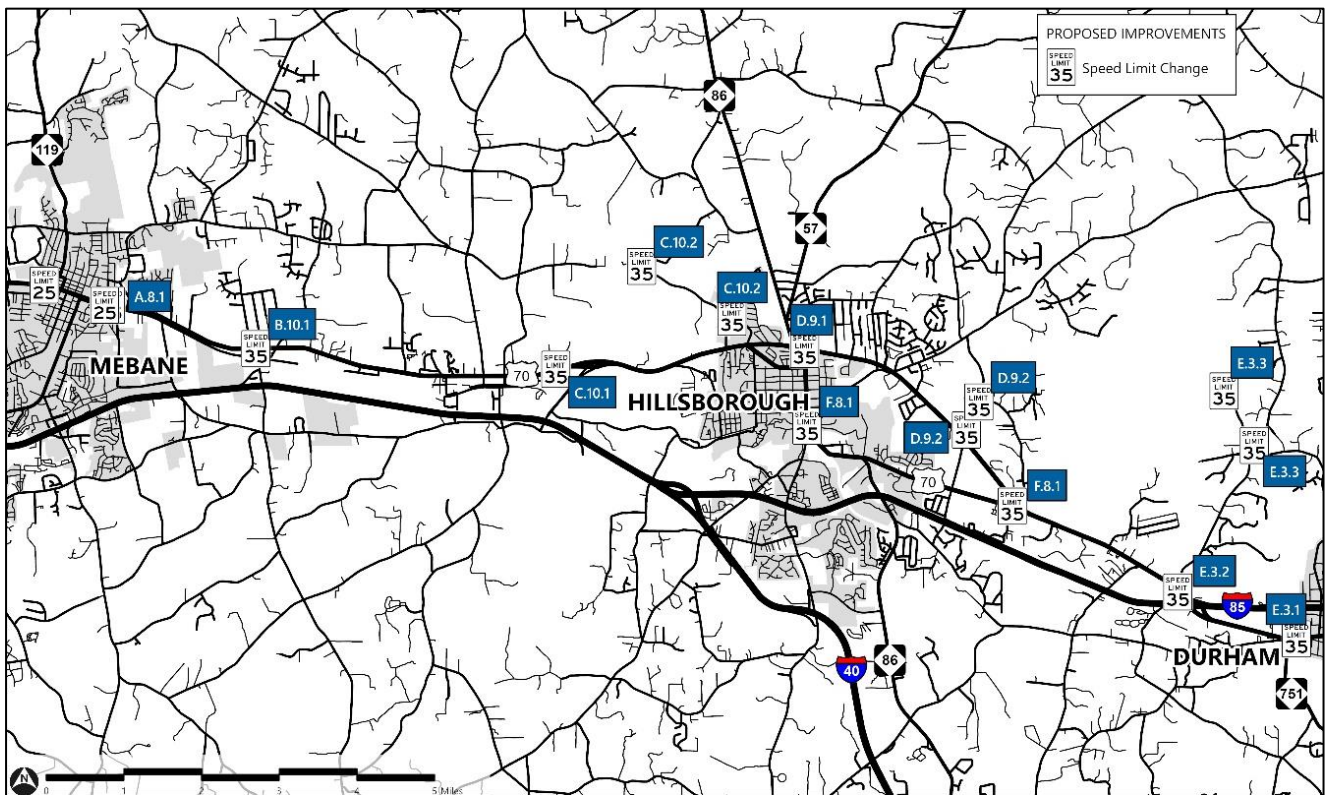 PROPOSED IMPROVEMENTS
SPEED
LIMIT
35
Speed Limit Change
86
119
57
C.10.2
SPEED
LIMIT
35
SPEED
LIMIT
25
SPEED
LIMIT
25
A.8.1
C.10.2
SPEED
LIMIT
35
D.9.1
SPEED
LIMIT
35
B.10.1
SPEED
LIMIT
35
MEBANE
70
SPEED
LIMIT
35
C.10.1
HILLSBOROUGH
F.8.1
SPEED
LIMIT
35
D.9.2
SPEED
LIMIT
35
D.9.2
SPEED
LIMIT
35
E.3.3
SPEED
LIMIT
35
SPEED
LIMIT
35
E.3.3
70
F.8.1
SPEED
LIMIT
35
E.3.2
SPEED
LIMIT
35
85
E.3.1
SPEED
LIMIT
35
DURHAM
40
86
751
N
0 1 2 3 4 5 Miles